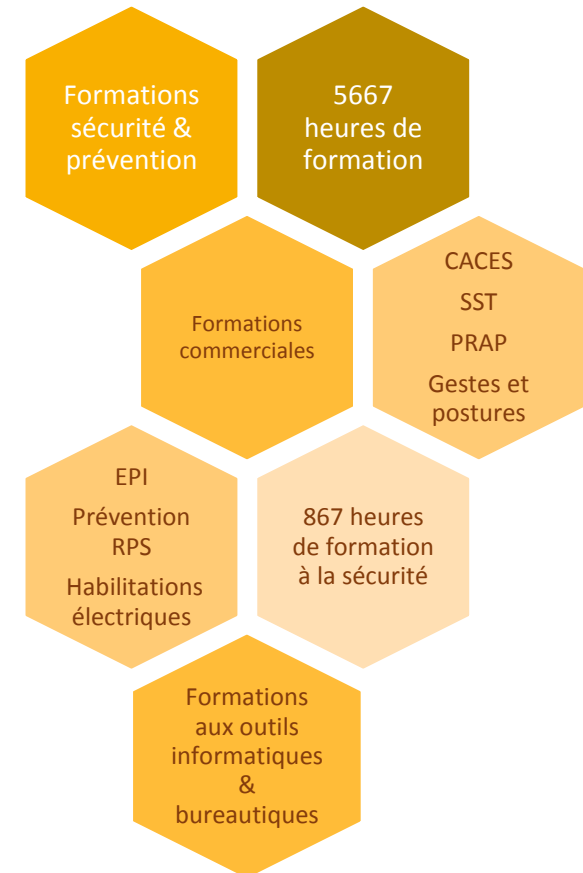 Formations
sécurité &
prévention
5667
heures de
formation
Formations
commerciales
CACES
SST
PRAP
Gestes et
postures
EPI
Prévention
RPS
Habilitations
électriques
867 heures
de formation
à la sécurité
Formations
aux outils
informatiques
&
bureautiques